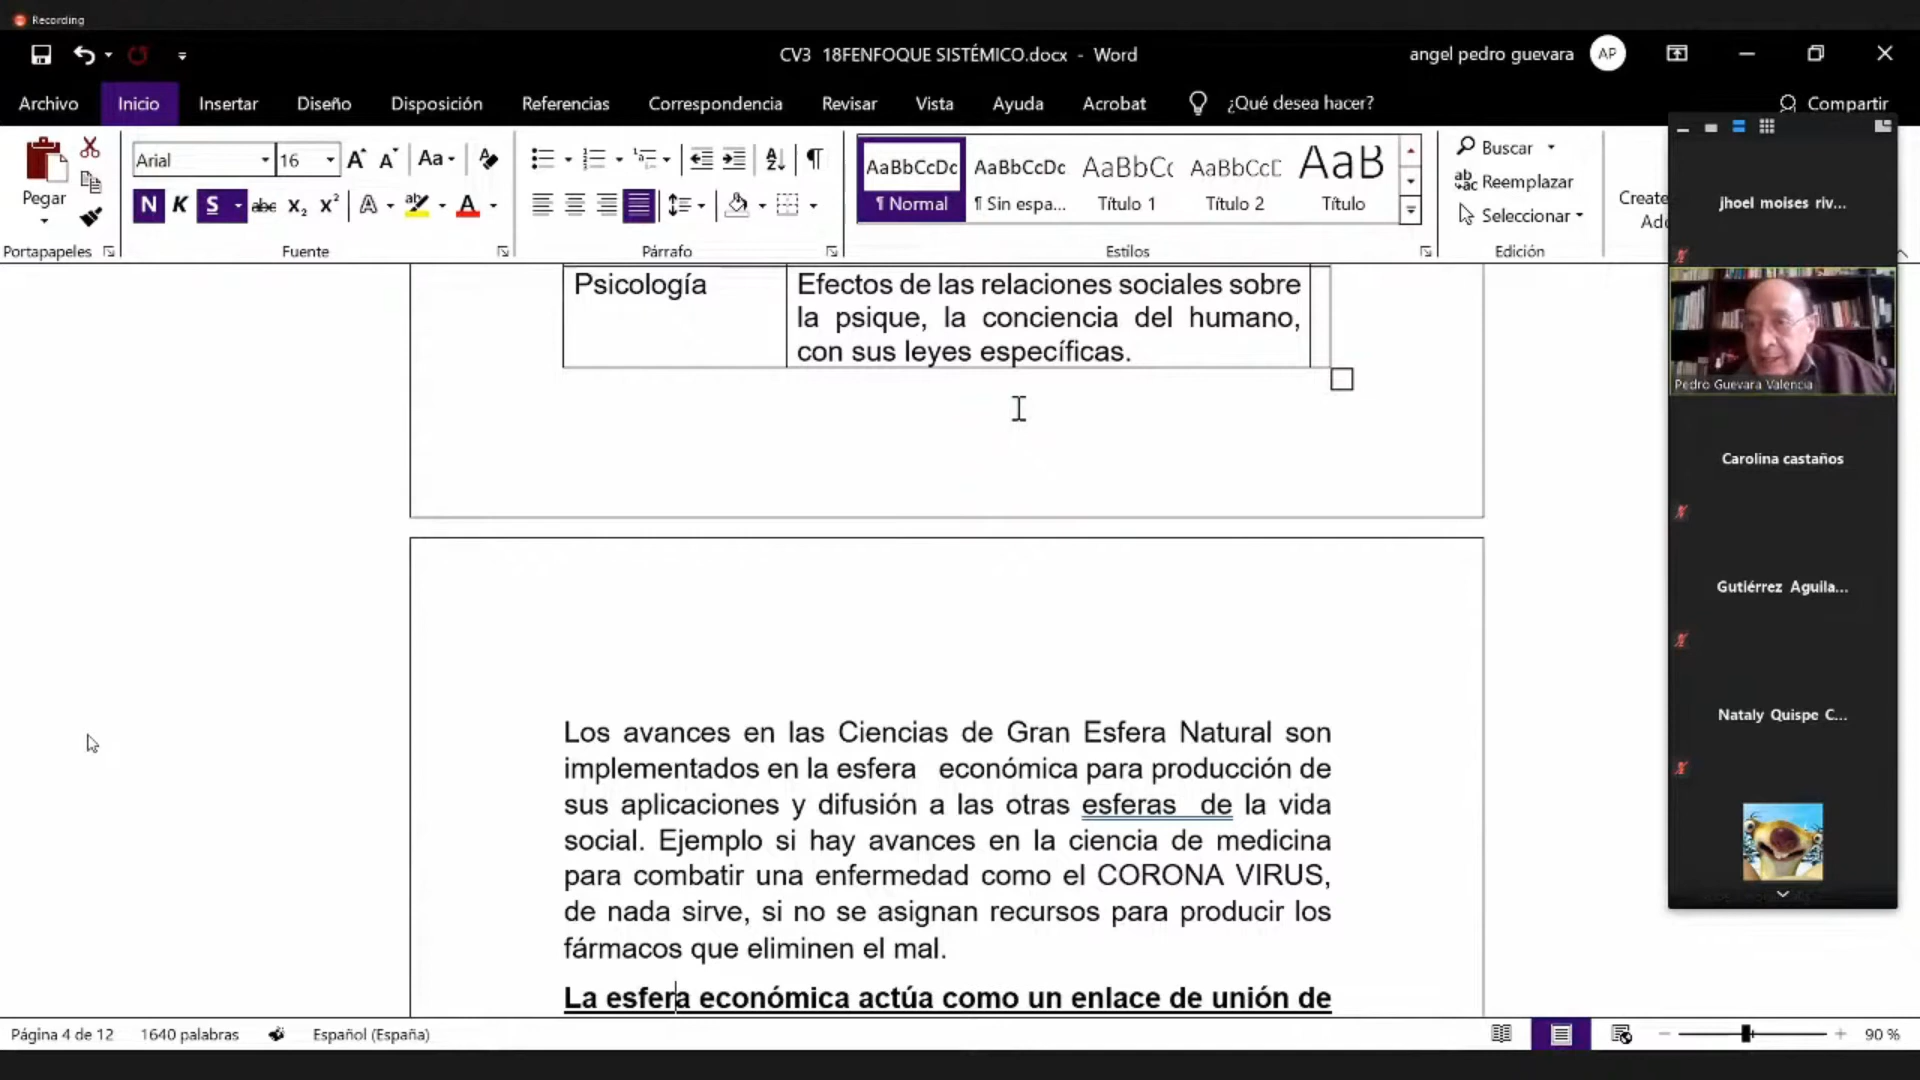 Recording
CV3 18FENFOQUE SISTÉMICO.docx - Word
angel pedro guevara
AP
Archivo
Inicio
Insertar
Diseño
Disposición
Referencias
Correspondencia
Revisar
Vista
Ayuda
Acrobat
¿Qué desea hacer?
Compartir
Pegar
Portapapeles
Arial
16
Aa
N K S abc X₂ X² A A
Fuente
Párrafo
AaBbCcDc
¶ Normal
AaBbCcDc
¶ Sin espa...
AaBbCc
Título 1
AaBbCcC
Título 2
AaB
Título
Estilos
Buscar
Reemplazar
Seleccionar
Edición
Create
Ado
jhoel moises riv...
Pedro Guevara Valencia
Carolina castaños
Gutiérrez Aguila...
Nataly Quispe C...
Psicología
Efectos de las relaciones sociales sobre
la psique, la conciencia del humano,
con sus leyes específicas.
Los avances en las Ciencias de Gran Esfera Natural son
implementados en la esfera económica para producción de
sus aplicaciones y difusión a las otras esferas de la vida
social. Ejemplo si hay avances en la ciencia de medicina
para combatir una enfermedad como el CORONA VIRUS,
de nada sirve, si no se asignan recursos para producir los
fármacos que eliminen el mal.
La esfera económica actúa como un enlace de unión de
Página 4 de 12
1640 palabras
Español (España)
90 %